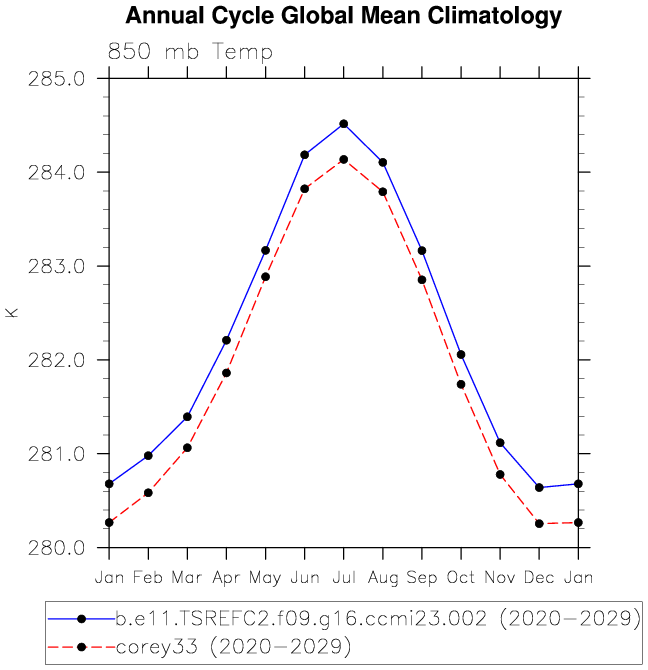 Annual Cycle Global Mean Climatology
850 mb Temp
285.0
284.0
283.0
282.0
281.0
280.0
K
Jan Feb Mar Apr May Jun Jul Aug Sep Oct Nov Dec Jan
b.e11.TSREFC2.f09.g16.ccmi23.002 (2020-2029)
corey33 (2020-2029)